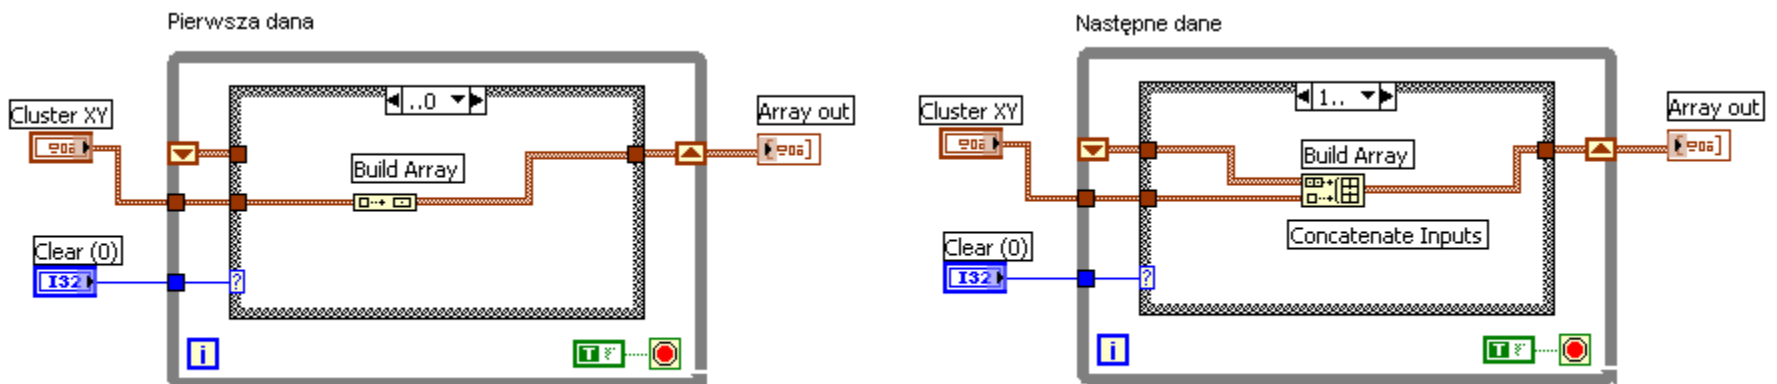 Pierwsza dana
..0
Cluster XY
Array out
Build Array
Clear (0)
I32
?
i
T
Następne dane
1..
Cluster XY
Array out
Build Array
Concatenate Inputs
Clear (0)
I32
?
i
T